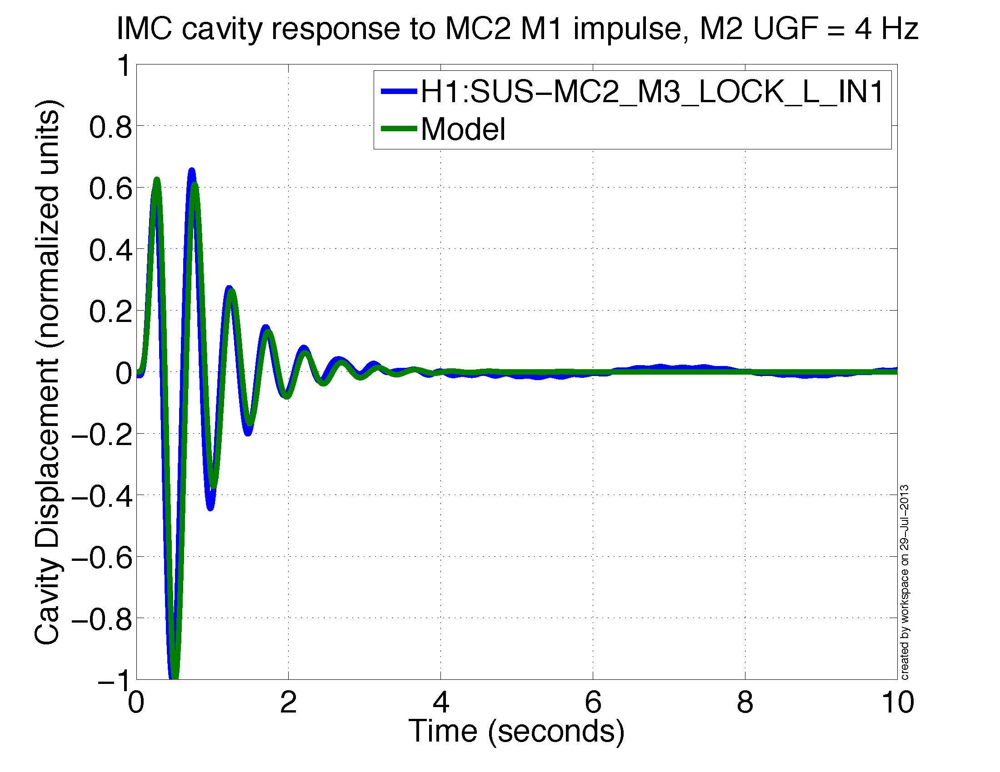 IMC cavity response to MC2 M1 impulse, M2 UGF = 4 Hz
H1:SUS−MC2_M3_LOCK_L_IN1
Model
Cavity Displacement (normalized units)
1
0.8
0.6
0.4
0.2
0
−0.2
−0.4
−0.6
−0.8
−1
0
2
4
6
8
10
Time (seconds)
created by workspace on 29−Jul−2013